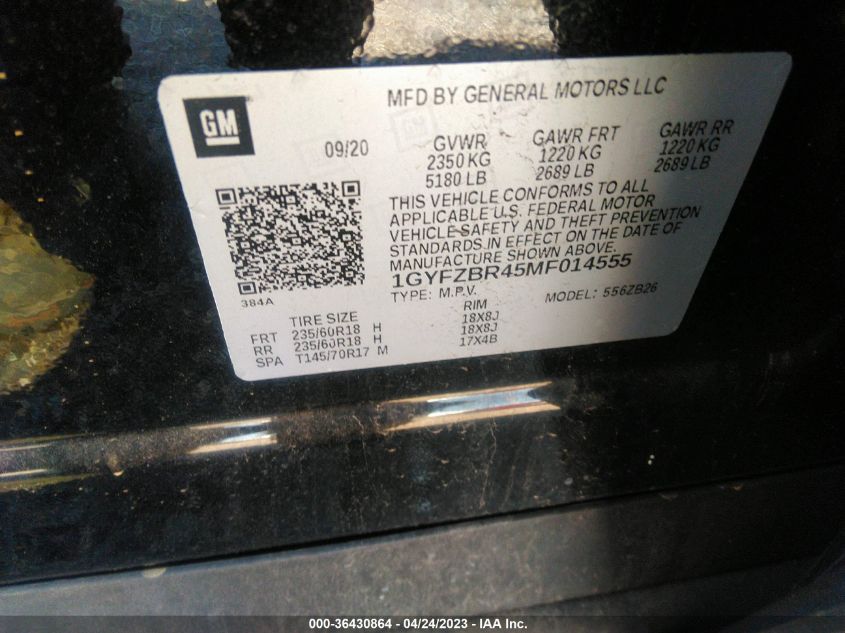 GM
MFD BY GENERAL MOTORS LLC
09/20
GVWR GAWR FRT GAWR RR
2350 KG 1220 KG 1220 KG
5180 LB 2689 LB 2689 LB
THIS VEHICLE CONFORMS TO ALL
APPLICABLE U.S. FEDERAL MOTOR
VEHICLE SAFETY AND THEFT PREVENTION
STANDARDS IN EFFECT ON THE DATE OF
MANUFACTURE SHOWN ABOVE.
1GYFZBR45MF014555
TYPE: M.P.V. MODEL: 556ZB26
384A
TIRE SIZE RIM
FRT 235/60R18 H 18X8J
RR 235/60R18 H 18X8J
SPA T145/70R17 M 17X4B
000-36430864 - 04/24/2023 - © IAA Inc.